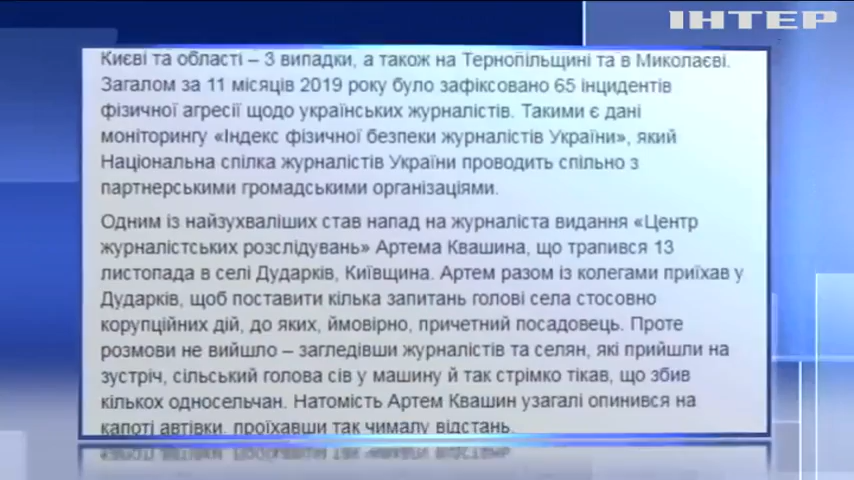 ІНТЕР
Києві та області – 3 випадки, а також на Тернопільщині та в Миколаєві.
Загалом за 11 місяців 2019 року було зафіксовано 65 інцидентів
фізичної агресії щодо українських журналістів. Такими є дані
моніторингу «Індекс фізичної безпеки журналістів України», який
Національна спілка журналістів України проводить спільно з
партнерськими громадськими організаціями.
Одним із найзухваліших став напад на журналіста видання «Центр
журналістських розслідувань» Артема Квашина, що трапився 13
листопада в селі Дударків, Київщина. Артем разом із колегами приїхав у
Дударків, щоб поставити кілька запитань голові села стосовно
корупційних дій, до яких, ймовірно, причетний посадовець. Проте
розмови не вийшло – загледівши журналістів та селян, які прийшли на
зустріч, сільський голова сів у машину й так стрімко тікав, що збив
кількох односельчан. Натомість Артем Квашин узагалі опинився на
капоті автівки, проїхавши так чималу відстань.